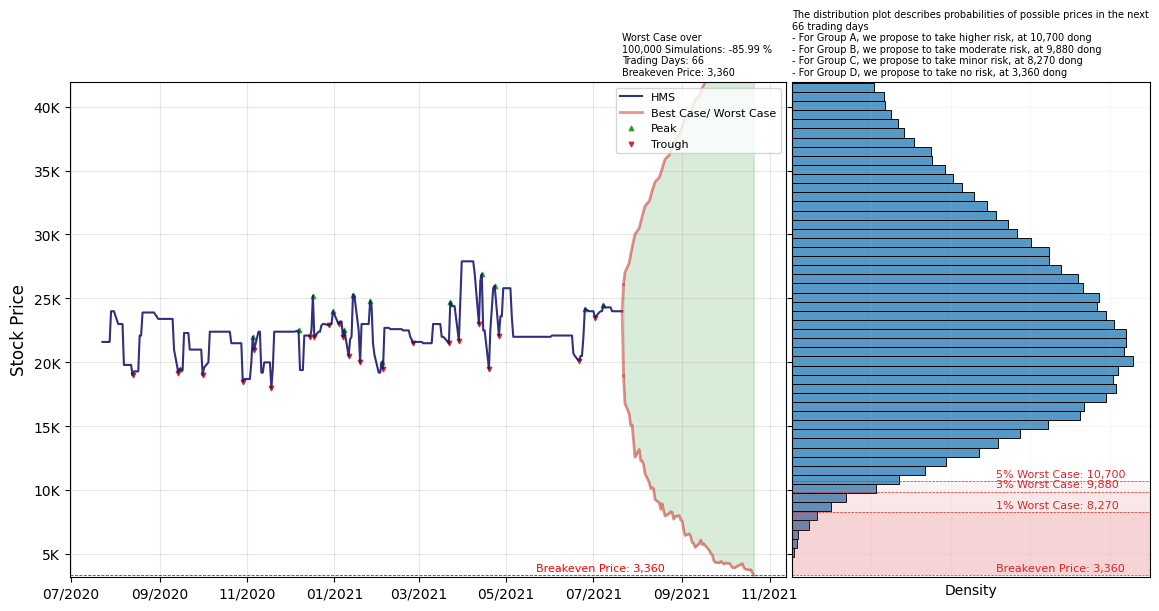 The distribution plot describes probabilities of possible prices in the next
66 trading days
- For Group A, we propose to take higher risk, at 10,700 dong
- For Group B, we propose to take moderate risk, at 9,880 dong
- For Group C, we propose to take minor risk, at 8,270 dong
- For Group D, we propose to take no risk, at 3,360 dong
Worst Case over
100,000 Simulations: -85.99 %
Trading Days: 66
Breakeven Price: 3,360
HMS
Best Case/ Worst Case
Peak
Trough
Stock Price
40K
35K
30K
25K
20K
15K
10K
5K
Breakeven Price: 3,360
07/2020
09/2020
11/2020
01/2021
03/2021
05/2021
07/2021
09/2021
11/2021
5% Worst Case: 10,700
3% Worst Case: 9,880
1% Worst Case: 8,270
Breakeven Price: 3,360
Density